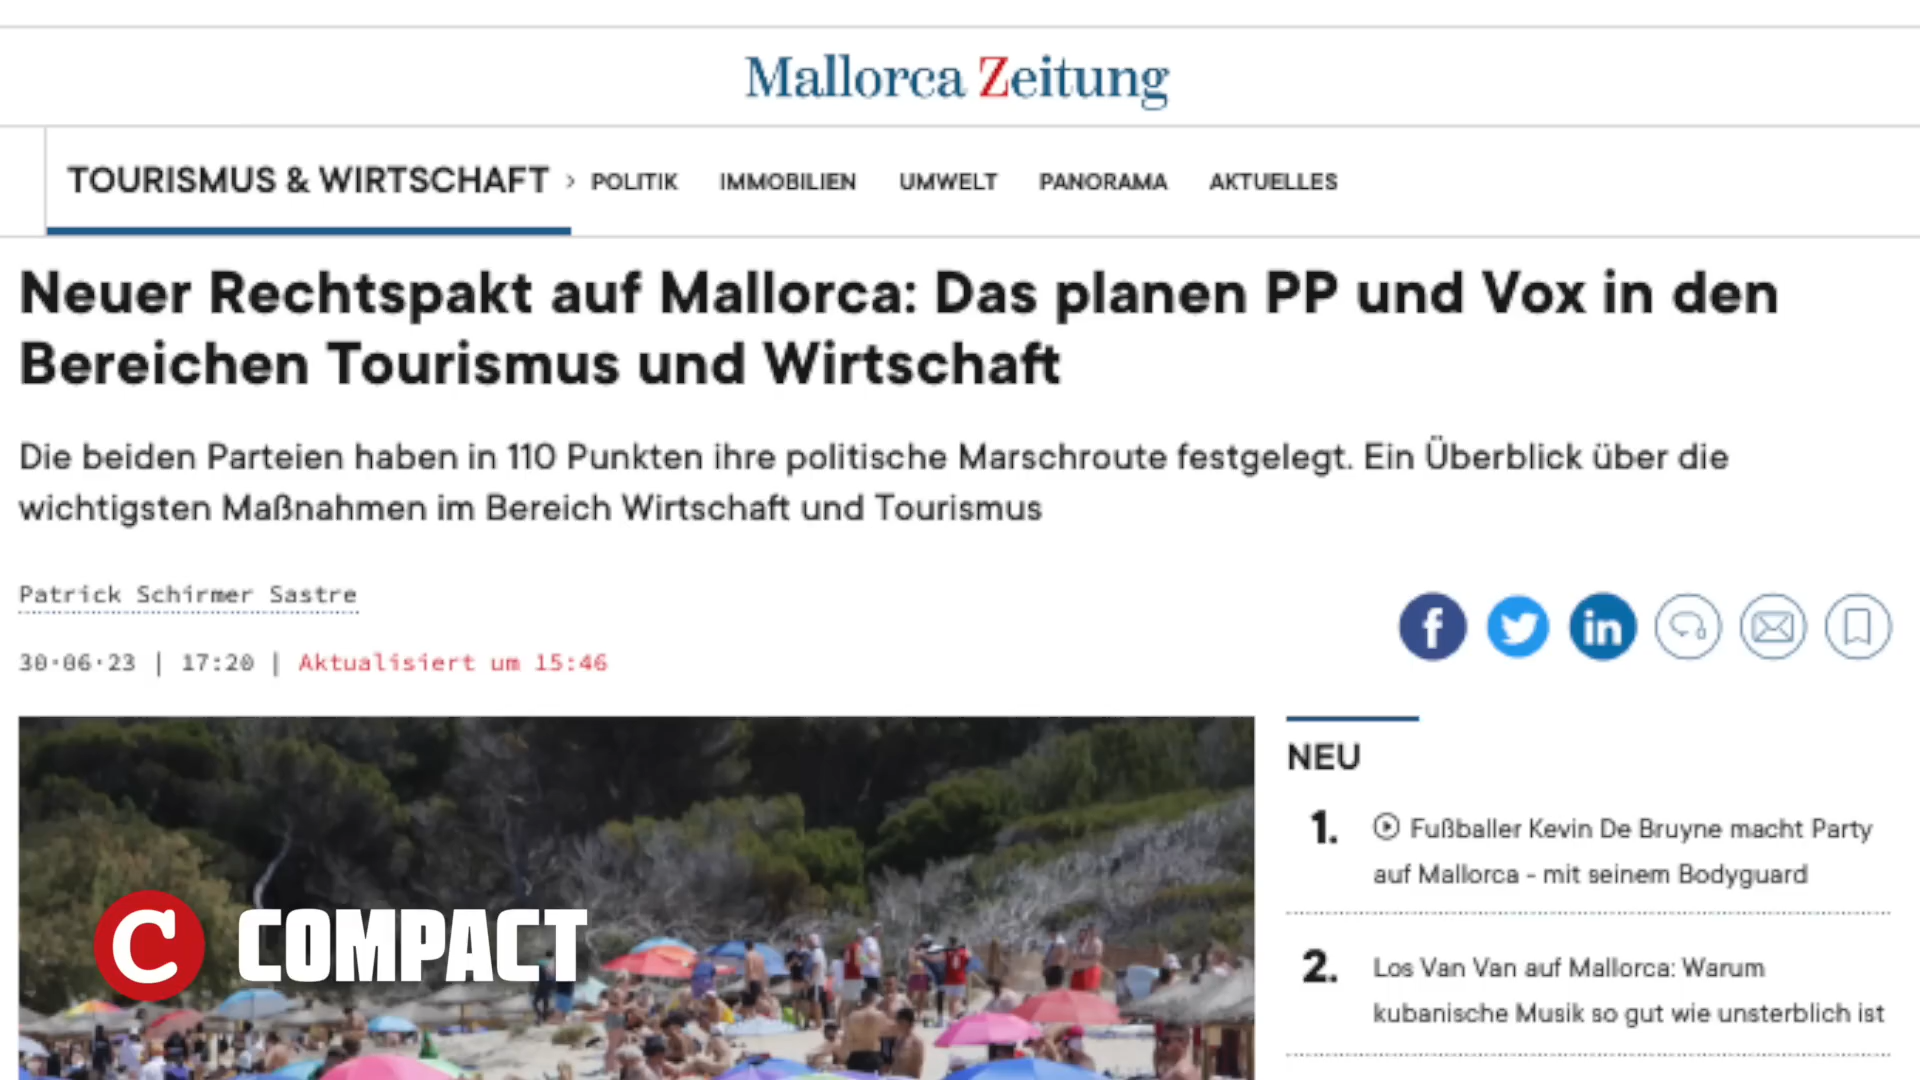 Mallorca Zeitung
TOURISMUS & WIRTSCHAFT › POLITIK IMMOBILIEN UMWELT PANORAMA AKTUELLES
Neuer Rechtspakt auf Mallorca: Das planen PP und Vox in den
Bereichen Tourismus und Wirtschaft
Die beiden Parteien haben in 110 Punkten ihre politische Marschroute festgelegt. Ein Überblick über die
wichtigsten Maßnahmen im Bereich Wirtschaft und Tourismus
Patrick Schirmer Sastre
30·06·23 | 17:20 | Aktualisiert um 15:46
C COMPACT
NEU
1. Fußballer Kevin De Bruyne macht Party
auf Mallorca - mit seinem Bodyguard
2. Los Van Van auf Mallorca: Warum
kubanische Musik so gut wie unsterblich ist